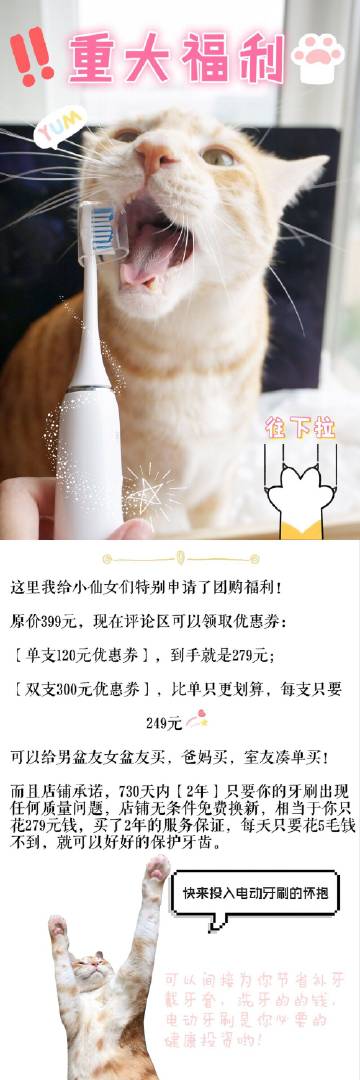 !! 重大福利
YUM
往下拉
这里我给小仙女们特别申请了团购福利!
原价399元,现在评论区可以领取优惠券:
【单支120元优惠券】,到手就是279元;
【双支300元优惠券】,比单只更划算,每支只要
249元
可以给男盆友女盆友买,爸妈买,室友凑单买!
而且店铺承诺,730天内【2年】只要你的牙刷出现
任何质量问题,店铺无条件免费换新,相当于你只
花279元钱,买了2年的服务保证,每天只要花5毛钱
不到,就可以好好的保护牙齿。
快来投入电动牙刷的怀抱
可以间接为你节省补牙
戴牙套,洗牙的的钱,
电动牙刷是你必要的
健康投资哟!